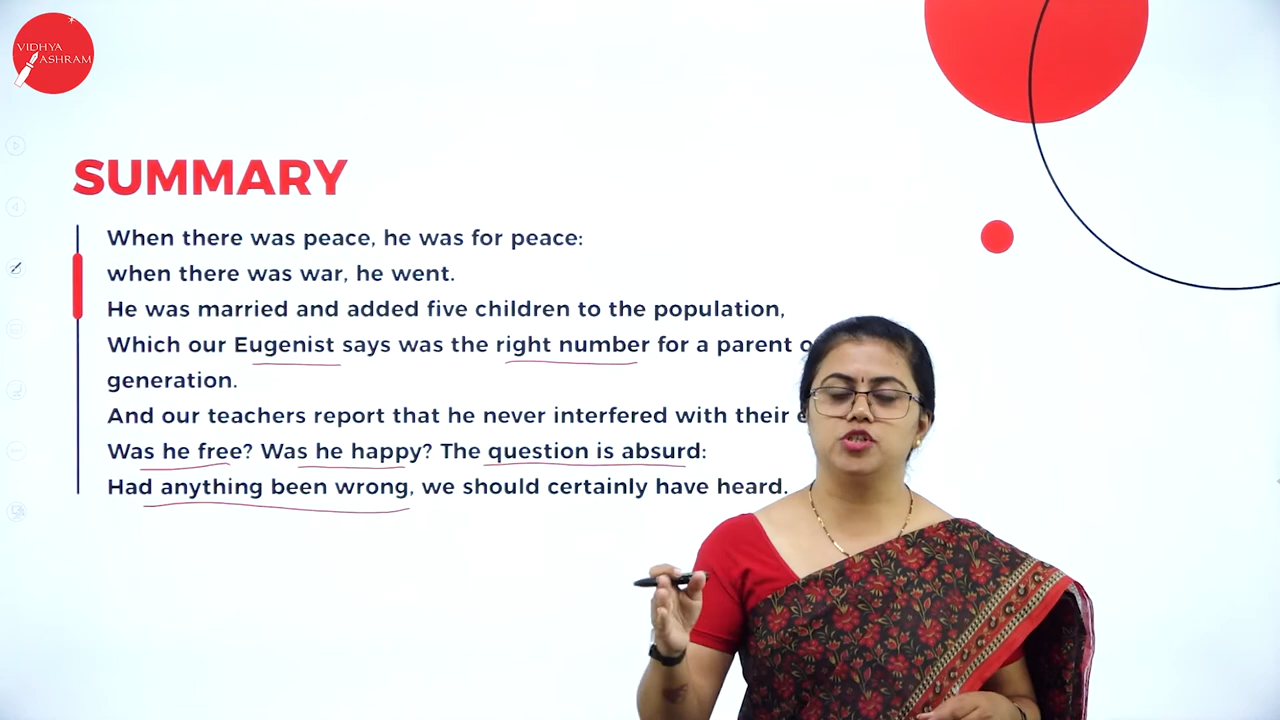 VIDHYA
ASHRAM
SUMMARY
When there was peace, he was for peace:
when there was war, he went.
He was married and added five children to the population,
Which our Eugenist says was the right number for a parent
generation.
And our teachers report that he never interfered with their
Was he free? Was he happy? The question is absurd:
Had anything been wrong, we should certainly have heard.